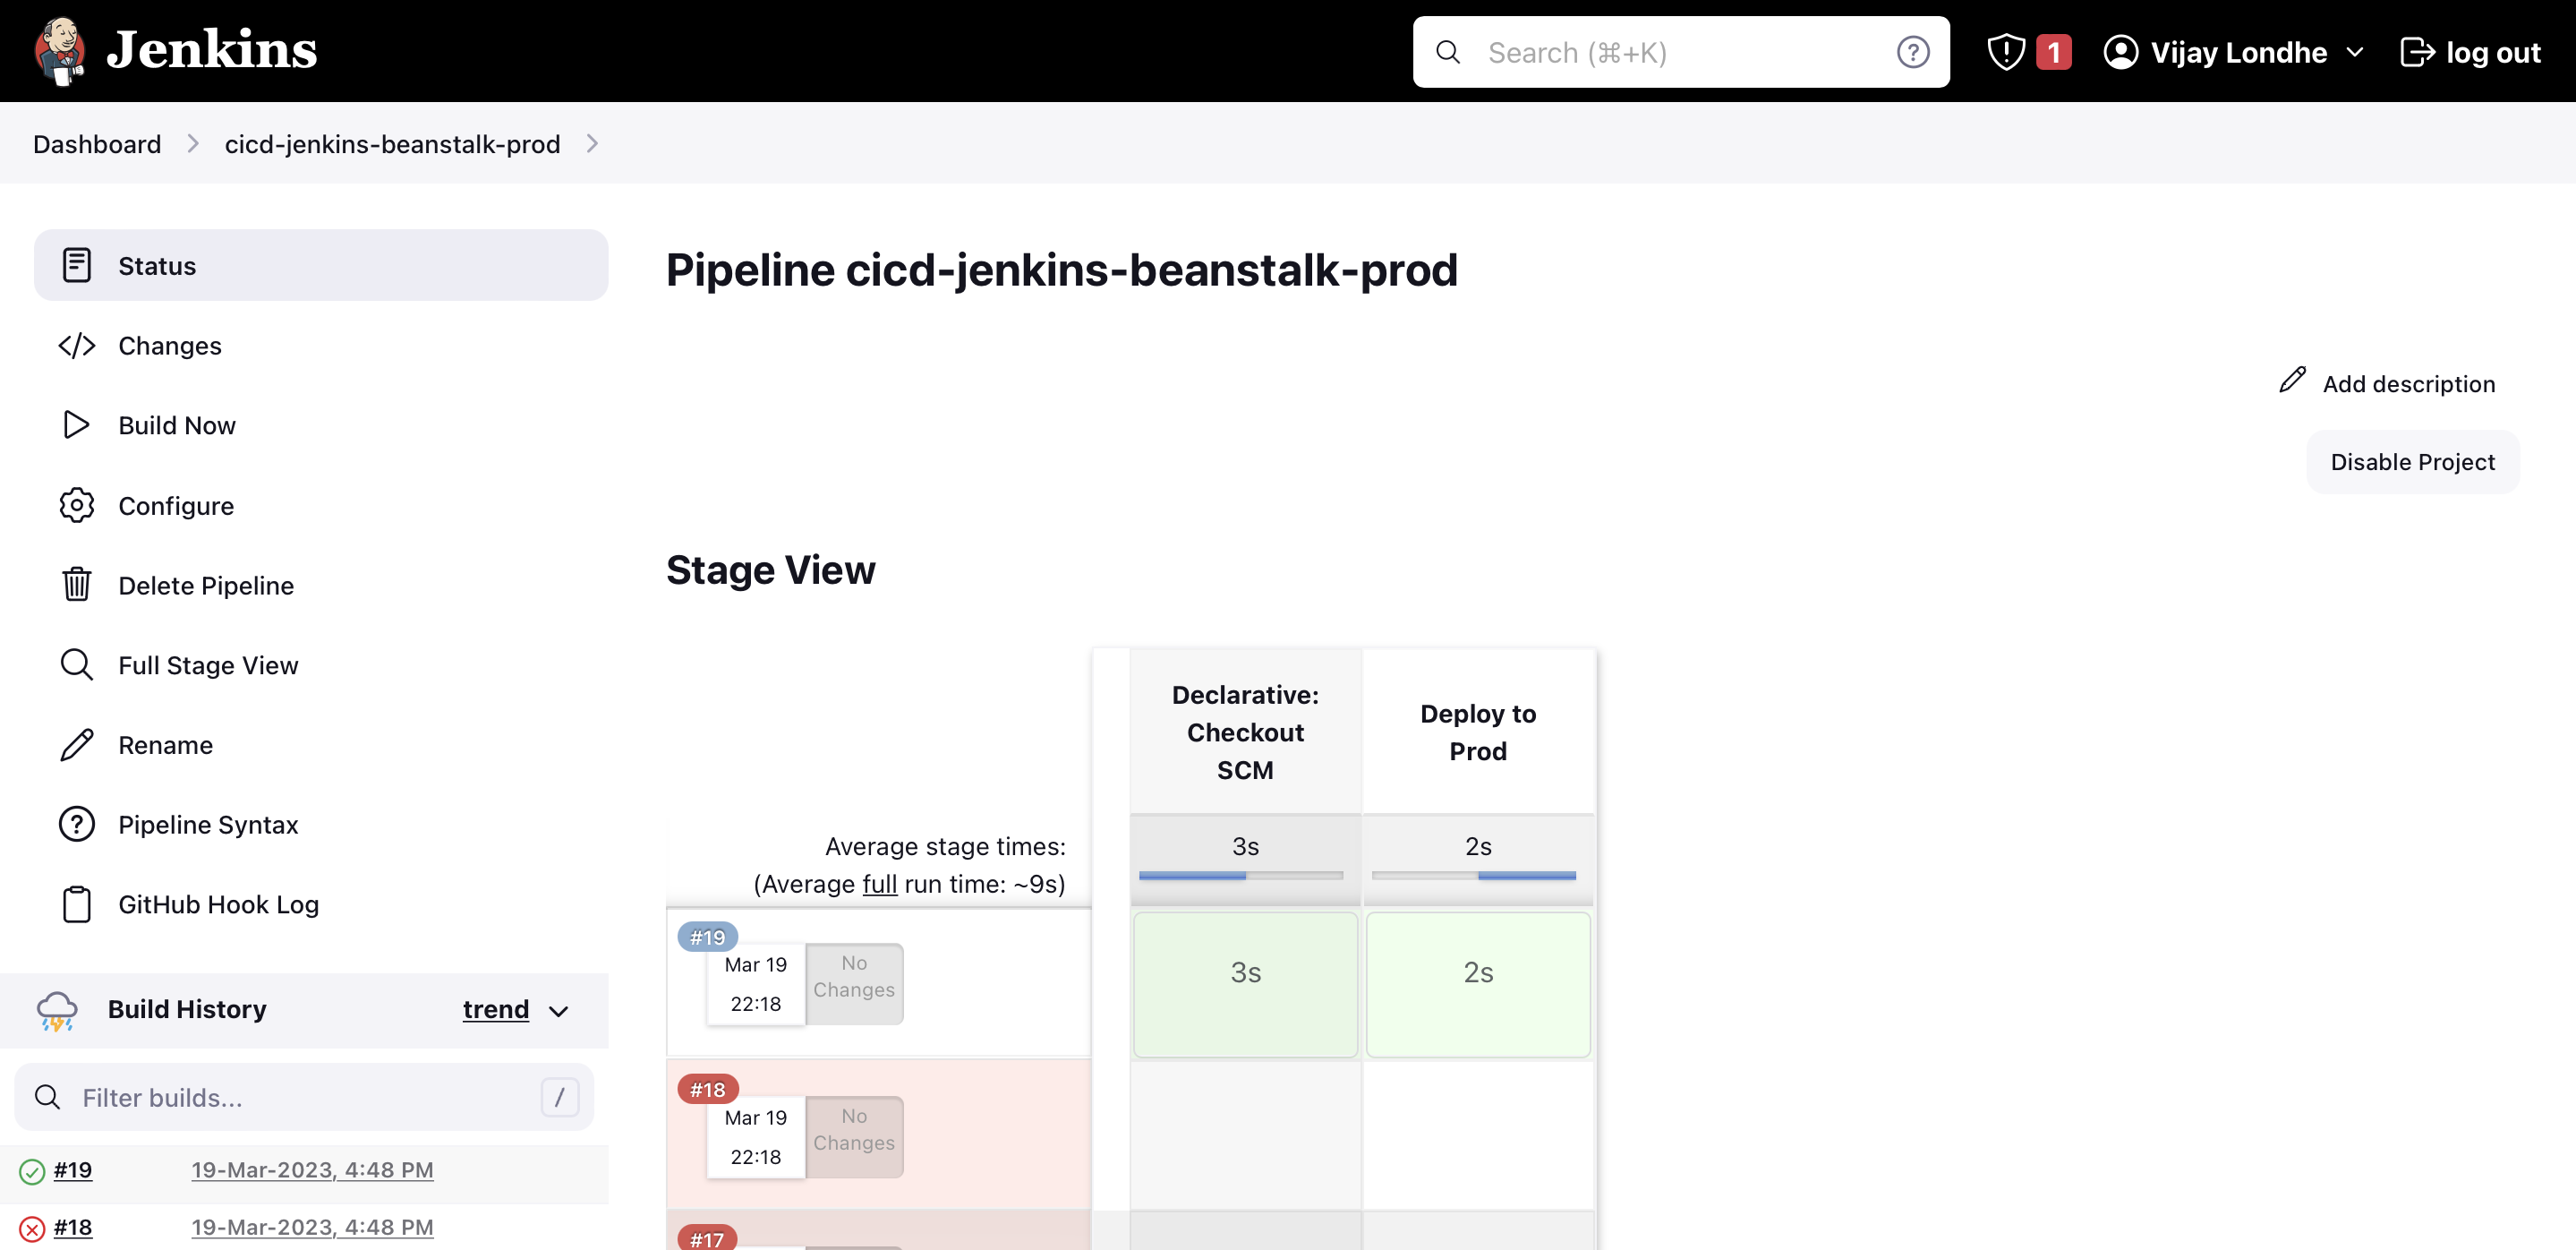 Jenkins
Search (⌘+K)
1
Vijay Londhe
log out
Dashboard
cicd-jenkins-beanstalk-prod
Status
Changes
Build Now
Configure
Delete Pipeline
Full Stage View
Rename
Pipeline Syntax
GitHub Hook Log
Build History
trend
Filter builds...
/
#19
19-Mar-2023, 4:48 PM
#18
19-Mar-2023, 4:48 PM
Pipeline cicd-jenkins-beanstalk-prod
Add description
Disable Project
Stage View
Declarative:
Checkout
SCM
Deploy to
Prod
Average stage times:
(Average full run time: ~9s)
3s
2s
#19
Mar 19
22:18
No
Changes
3s
2s
#18
Mar 19
22:18
No
Changes
#17